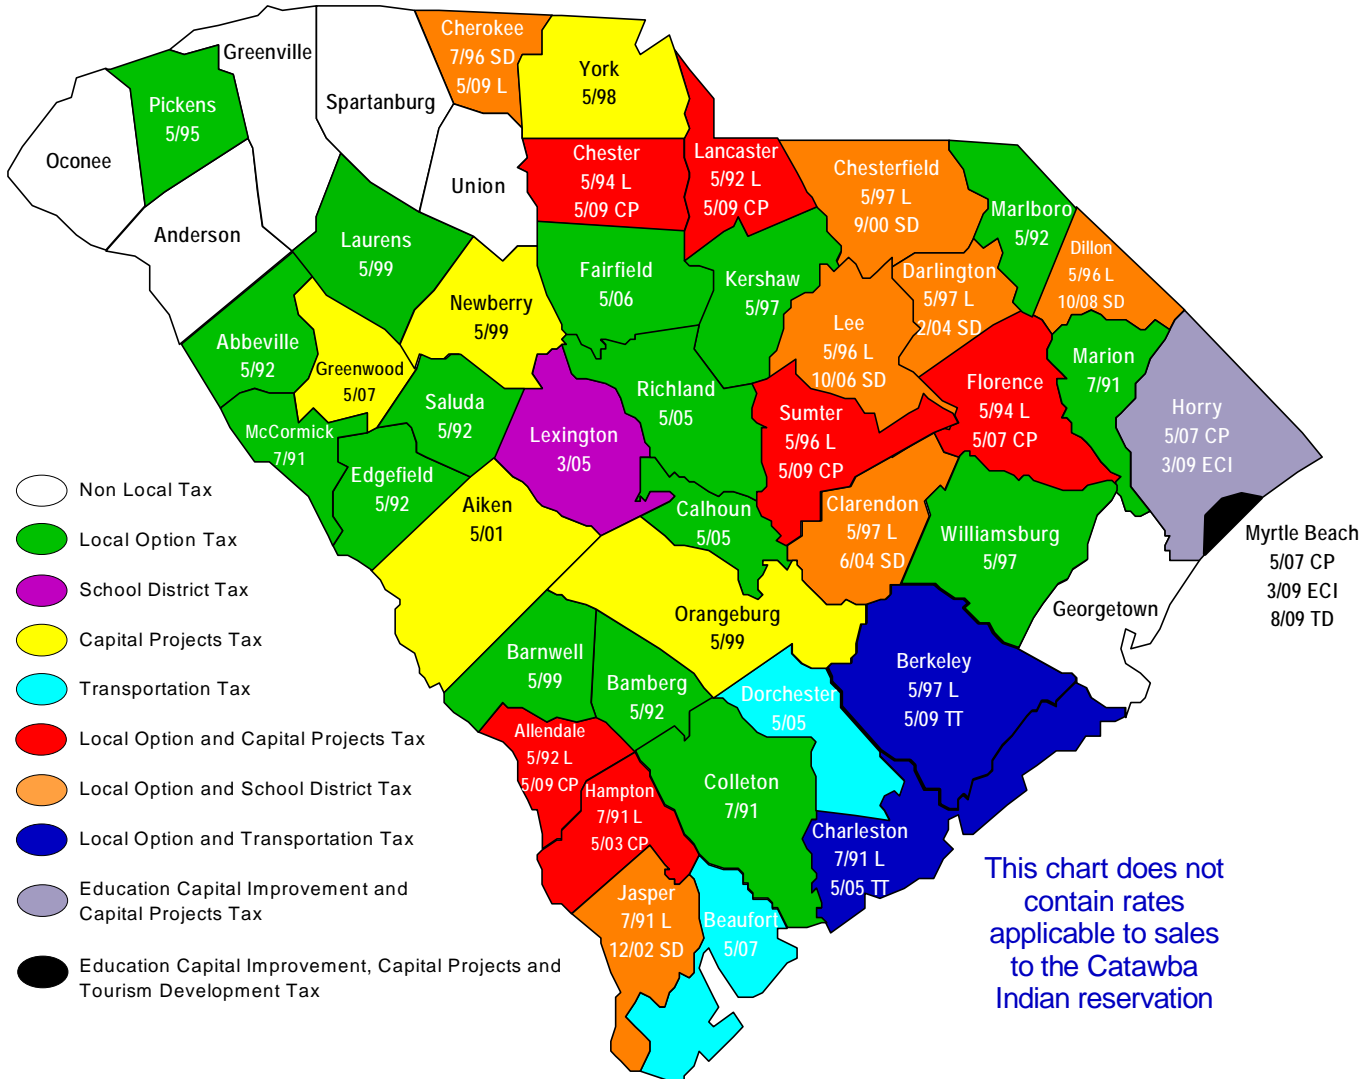 Cherokee
7/96 SD
5/09 L
Greenville
York
5/98
Spartanburg
Pickens
5/95
Oconee
Union
Chester
5/94 L
5/09 CP
Lancaster
5/92 L
5/09 CP
Chesterfield
5/97 L
9/00 SD
Marlboro
5/92
Dillon
5/96 L
10/08 SD
Anderson
Laurens
5/99
Fairfield
5/06
Kershaw
5/97
Darlington
5/97 L
2/04 SD
Newberry
5/99
Lee
5/96 L
10/06 SD
Abbeville
5/92
Greenwood
5/07
Marion
7/91
Saluda
5/92
Richland
5/05
Florence
5/94 L
5/07 CP
Sumter
5/96 L
5/09 CP
Horry
5/07 CP
3/09 ECI
McCormick
7/91
Lexington
3/05
Edgefield
5/92
Aiken
5/01
Calhoun
5/05
Clarendon
5/97 L
6/04 SD
Williamsburg
5/97
Myrtle Beach
5/07 CP
3/09 ECI
8/09 TD
Georgetown
Orangeburg
5/99
Barnwell
5/99
Bamberg
5/92
Berkeley
5/97 L
5/09 TT
Dorchester
5/05
Allendale
5/92 L
5/09 CP
Hampton
7/91 L
5/03 CP
Colleton
7/91
Charleston
7/91 L
5/05 TT
Jasper
7/91 L
12/02 SD
Beaufort
5/07
Non Local Tax
Local Option Tax
School District Tax
Capital Projects Tax
Transportation Tax
Local Option and Capital Projects Tax
Local Option and School District Tax
Local Option and Transportation Tax
Education Capital Improvement and
Capital Projects Tax
Education Capital Improvement, Capital Projects and
Tourism Development Tax
This chart does not
contain rates
applicable to sales
to the Catawba
Indian reservation